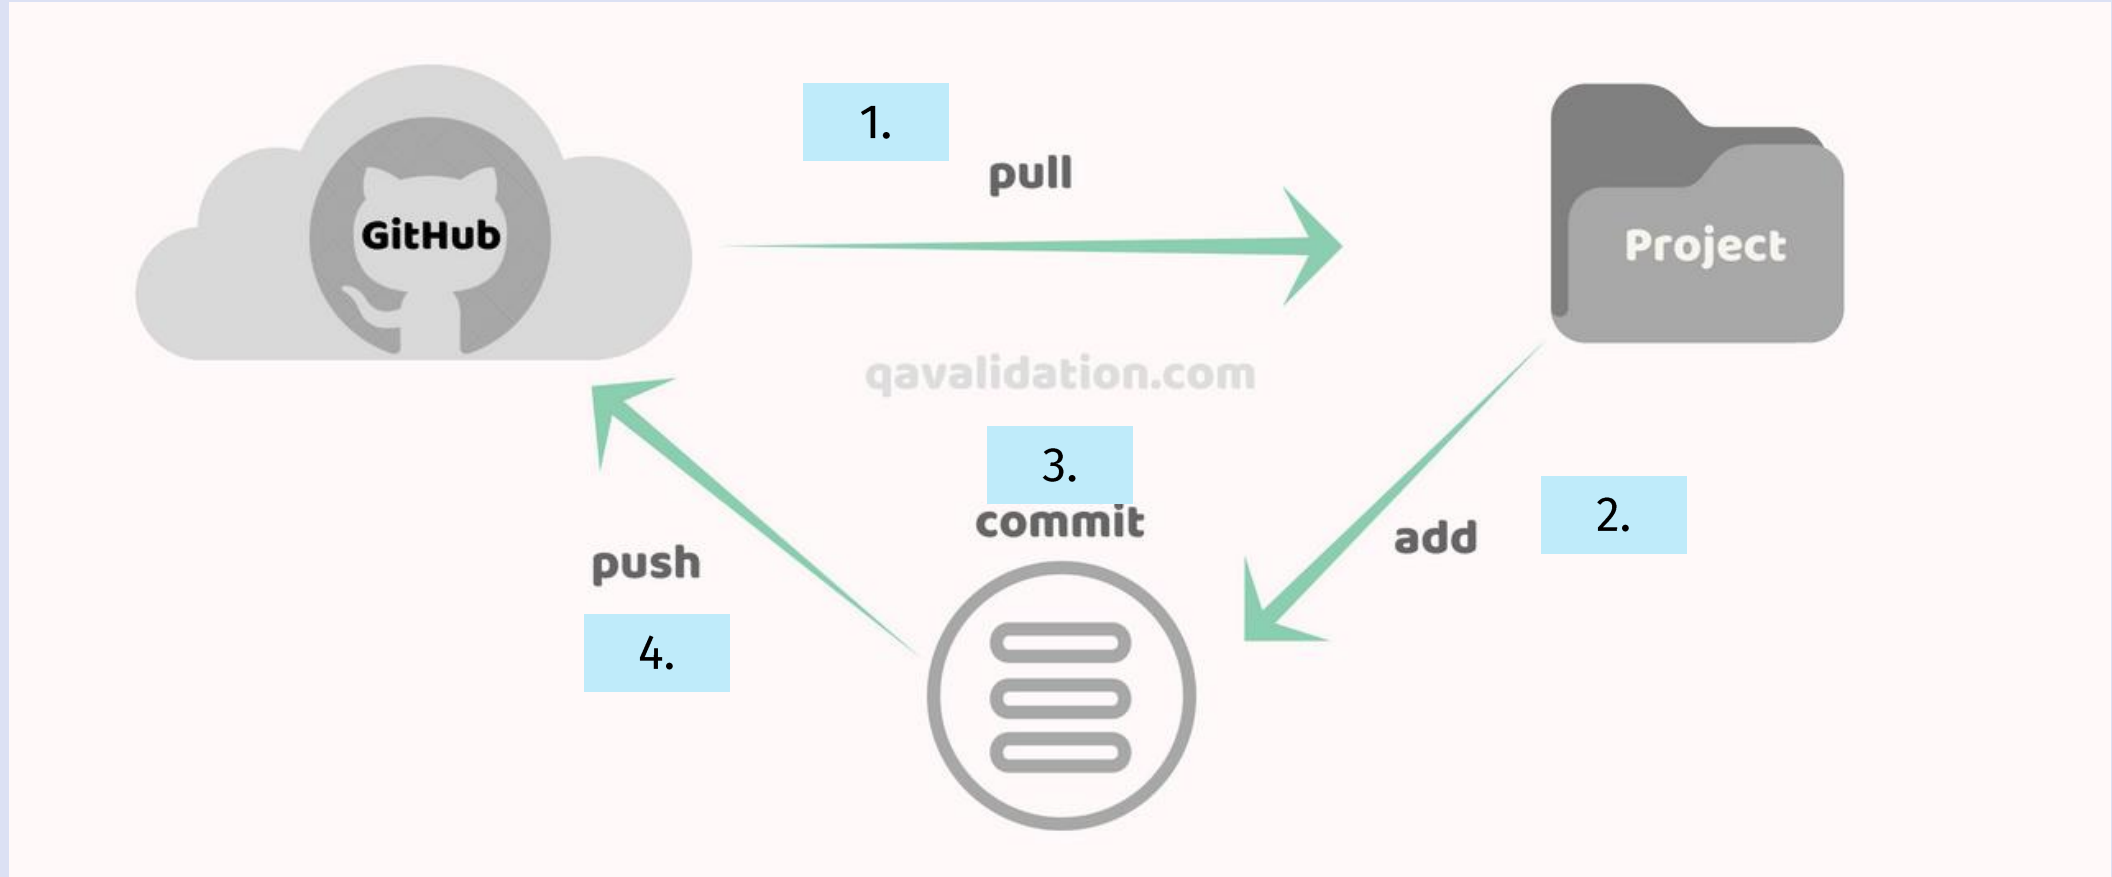 1.
pull
GitHub
Project
qavalidation.com
3.
commit
2.
add
push
4.